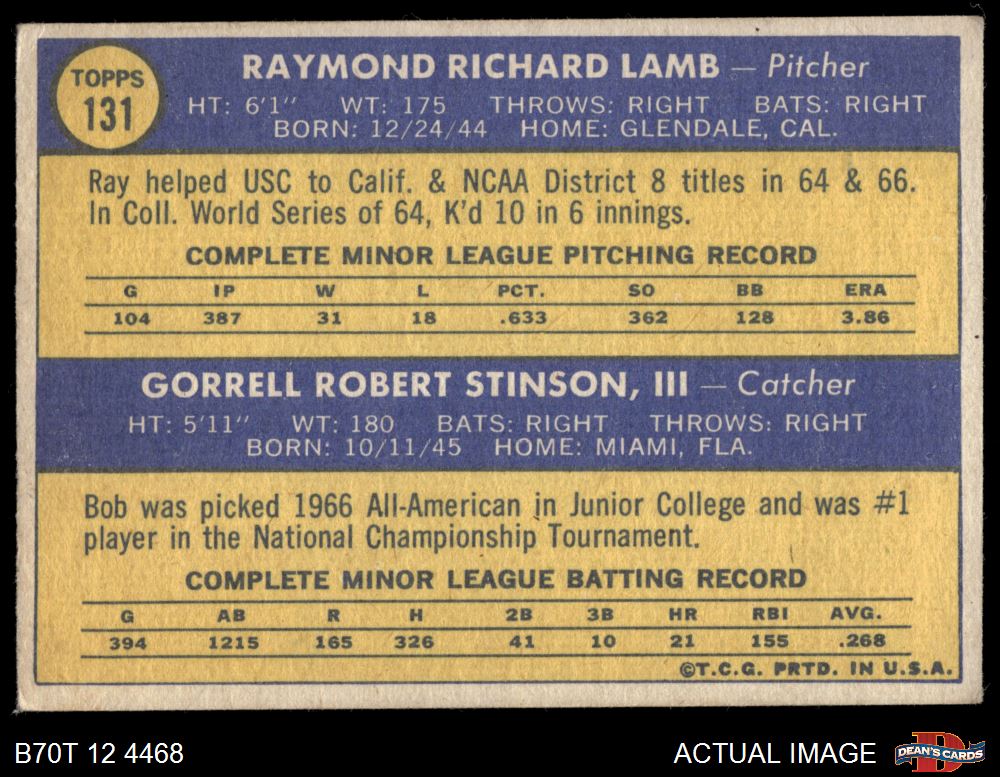 TOPPS
131
RAYMOND RICHARD LAMB — Pitcher
HT: 6'1" WT: 175 THROWS: RIGHT BATS: RIGHT
BORN: 12/24/44 HOME: GLENDALE, CAL.
Ray helped USC to Calif. & NCAA District 8 titles in 64 & 66.
In Coll. World Series of 64, K'd 10 in 6 innings.
COMPLETE MINOR LEAGUE PITCHING RECORD
G IP W L PCT. SO BB ERA
104 387 31 18 .633 362 128 3.86
GORRELL ROBERT STINSON, III — Catcher
HT: 5'11" WT: 180 BATS: RIGHT THROWS: RIGHT
BORN: 10/11/45 HOME: MIAMI, FLA.
Bob was picked 1966 All-American in Junior College and was #1
player in the National Championship Tournament.
COMPLETE MINOR LEAGUE BATTING RECORD
G AB R H 2B 3B HR RBI AVG.
394 1215 165 326 41 10 21 155 .268
©T.C.G. PRTD. IN U.S.A.
B70T 12 4468 ACTUAL IMAGE D DEAN'S CARDS